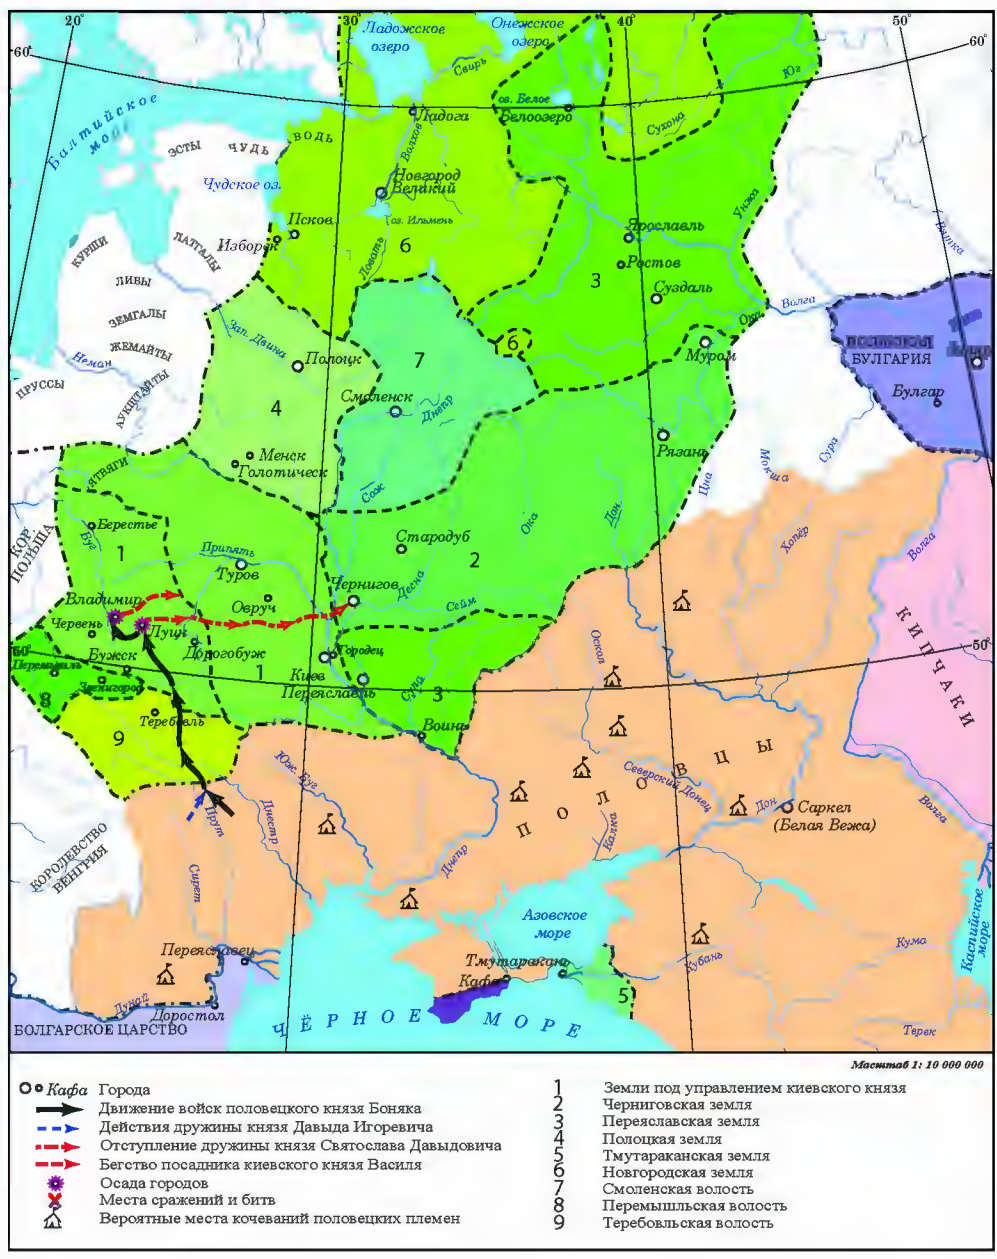 20°
30°
40°
50°
60°
60°
Ладожское
озеро
Онежское
озеро
Свирь
Юг
оз. Белое
Белоозеро
Сухона
Балтийское
море
Ладога
Волхов
ВОДЬ
ЭСТЫ
ЧУДЬ
Чудское оз.
Новгород
Великий
оз. Ильмень
Псков
Изборск
6
Ловать
Унжа
Вятка
Ярославль
Ростов
3
Суздаль
КУРШИ
ЛАТГАЛЫ
ЛИВЫ
ЗЕМГАЛЫ
ЖЕМАЙТЫ
Неман
ПРУССЫ
АУКШТАЙТЫ
Зап. Двина
Полоцк
4
7
6
Волга
Ока
Муром
БУЛГАРИЯ
Булгар
Смоленск
Днепр
Менск
Голотическ
Рязань
Цна
Мокша
Сура
ЯТВЯГИ
Сож
КОР.
ПОЛЬША
Берестье
Буг
1
Припять
Туров
Овруч
Стародуб
2
Ока
Дон
Хопёр
Волга
Владимир
Червень
Луцк
Чернигов
Десна
Сейм
50°
50°
Перемышль
Бужск
Звенигород
Дорогобуж
1
Городец
Киев
Переяславль
Сула
3
Воинь
Оскол
КИПЧАКИ
8
9
Теребовль
Юж. Буг
Днестр
Прут
ПОЛОВЦЫ
Северский Донец
Дон
Саркел
(Белая Вежа)
Волга
КОРОЛЕВСТВО
ВЕНГРИЯ
Сирет
Днепр
Калка
Азовское
море
Каспийское
море
Переяславец
Тмутаракань
Кафа
Кубань
Кума
5
Дунай
Доростол
БОЛГАРСКОЕ ЦАРСТВО
ЧЁРНОЕ МОРЕ
Терек
Масштаб 1: 10 000 000
Кафа Города
Движение войск половецкого князя Боняка
Действия дружины князя Давыда Игоревича
Отступление дружины князя Святослава Давыдовича
Бегство посадника киевского князя Василя
Осада городов
Места сражений и битв
Вероятные места кочеваний половецких племен
1 Земли под управлением киевского князя
2 Черниговская земля
3 Переяславская земля
4 Полоцкая земля
5 Тмутараканская земля
6 Новгородская земля
7 Смоленская волость
8 Перемышльская волость
9 Теребовльская волость